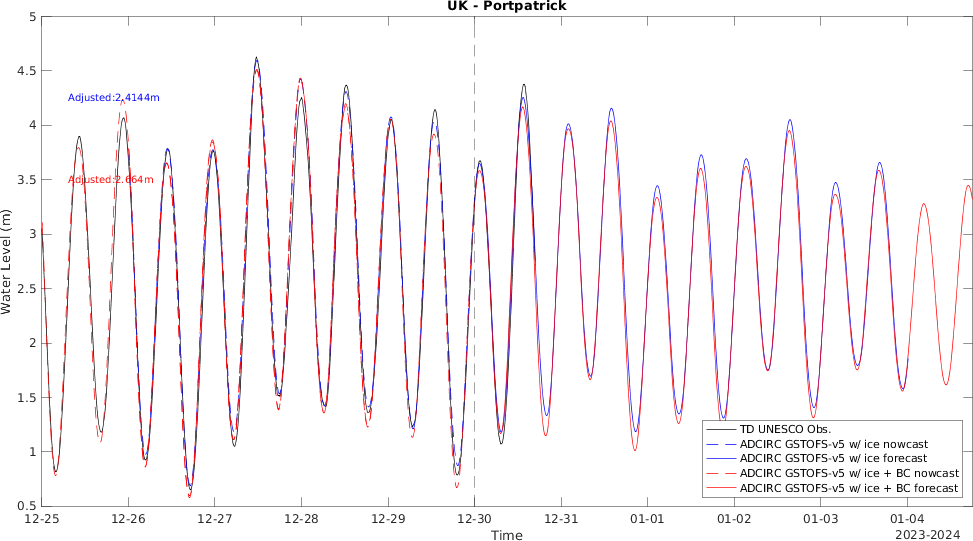 UK - Portpatrick
5
4.5
4
3.5
3
2.5
2
1.5
1
0.5
Water Level (m)
Adjusted:2.4144m
Adjusted:2.664m
TD UNESCO Obs.
ADCIRC GSTOFS-v5 w/ ice nowcast
ADCIRC GSTOFS-v5 w/ ice forecast
ADCIRC GSTOFS-v5 w/ ice + BC nowcast
ADCIRC GSTOFS-v5 w/ ice + BC forecast
12-25 12-26 12-27 12-28 12-29 12-30 12-31 01-01 01-02 01-03 01-04
Time
2023-2024